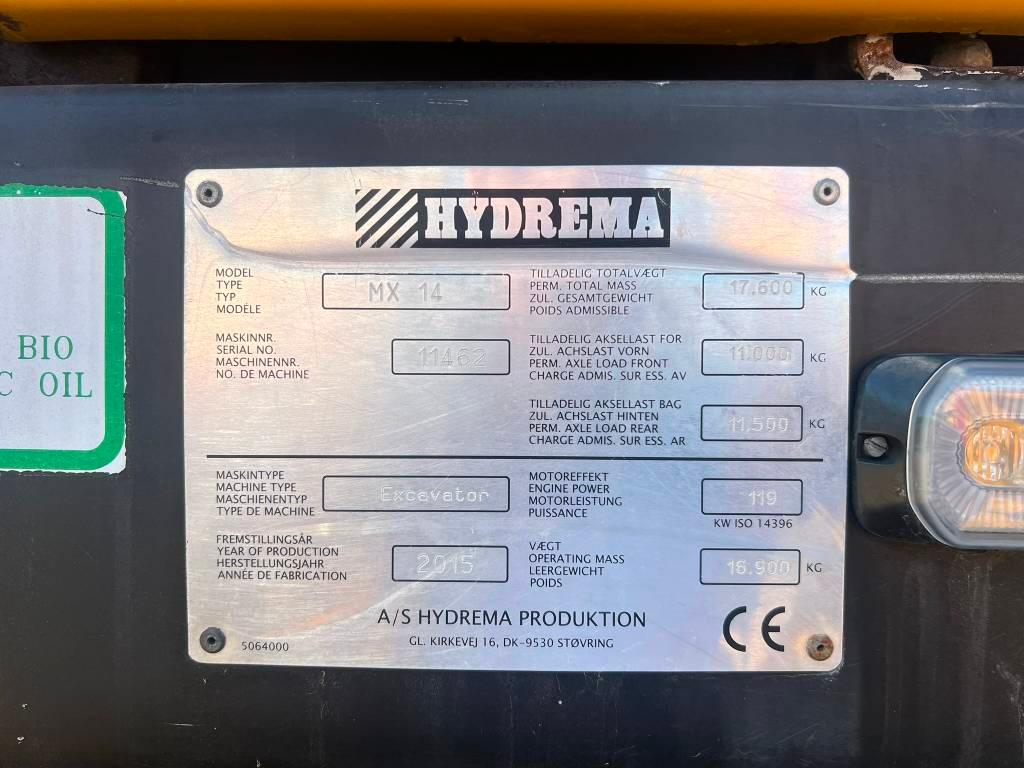 HYDREMA
MODEL
TYPE
TYP
MODÈLE
MX 14
TILLADELIG TOTALVÆGT
PERM. TOTAL MASS
ZUL. GESAMTGEWICHT
POIDS ADMISSIBLE
17.600 KG
MASKINNR.
SERIAL NO.
MASCHINENNR.
NO. DE MACHINE
11462
TILLADELIG AKSELLAST FOR
ZUL. ACHSLAST VORN
PERM. AXLE LOAD FRONT
CHARGE ADMIS. SUR ESS. AV
11.000 KG
TILLADELIG AKSELLAST BAG
ZUL. ACHSLAST HINTEN
PERM. AXLE LOAD REAR
CHARGE ADMIS. SUR ESS. AR
11.500 KG
MASKINTYPE
MACHINE TYPE
MASCHIENENTYP
TYPE DE MACHINE
Excavator
MOTOREFFEKT
ENGINE POWER
MOTORLEISTUNG
PUISSANCE
119
KW ISO 14396
FREMSTILLINGSÅR
YEAR OF PRODUCTION
HERSTELLUNGSJAHR
ANNÉE DE FABRICATION
2015
VÆGT
OPERATING MASS
LEERGEWICHT
POIDS
16.900 KG
A/S HYDREMA PRODUKTION
GL. KIRKEVEJ 16, DK-9530 STØVRING
5064000
CE
BIO
C OIL